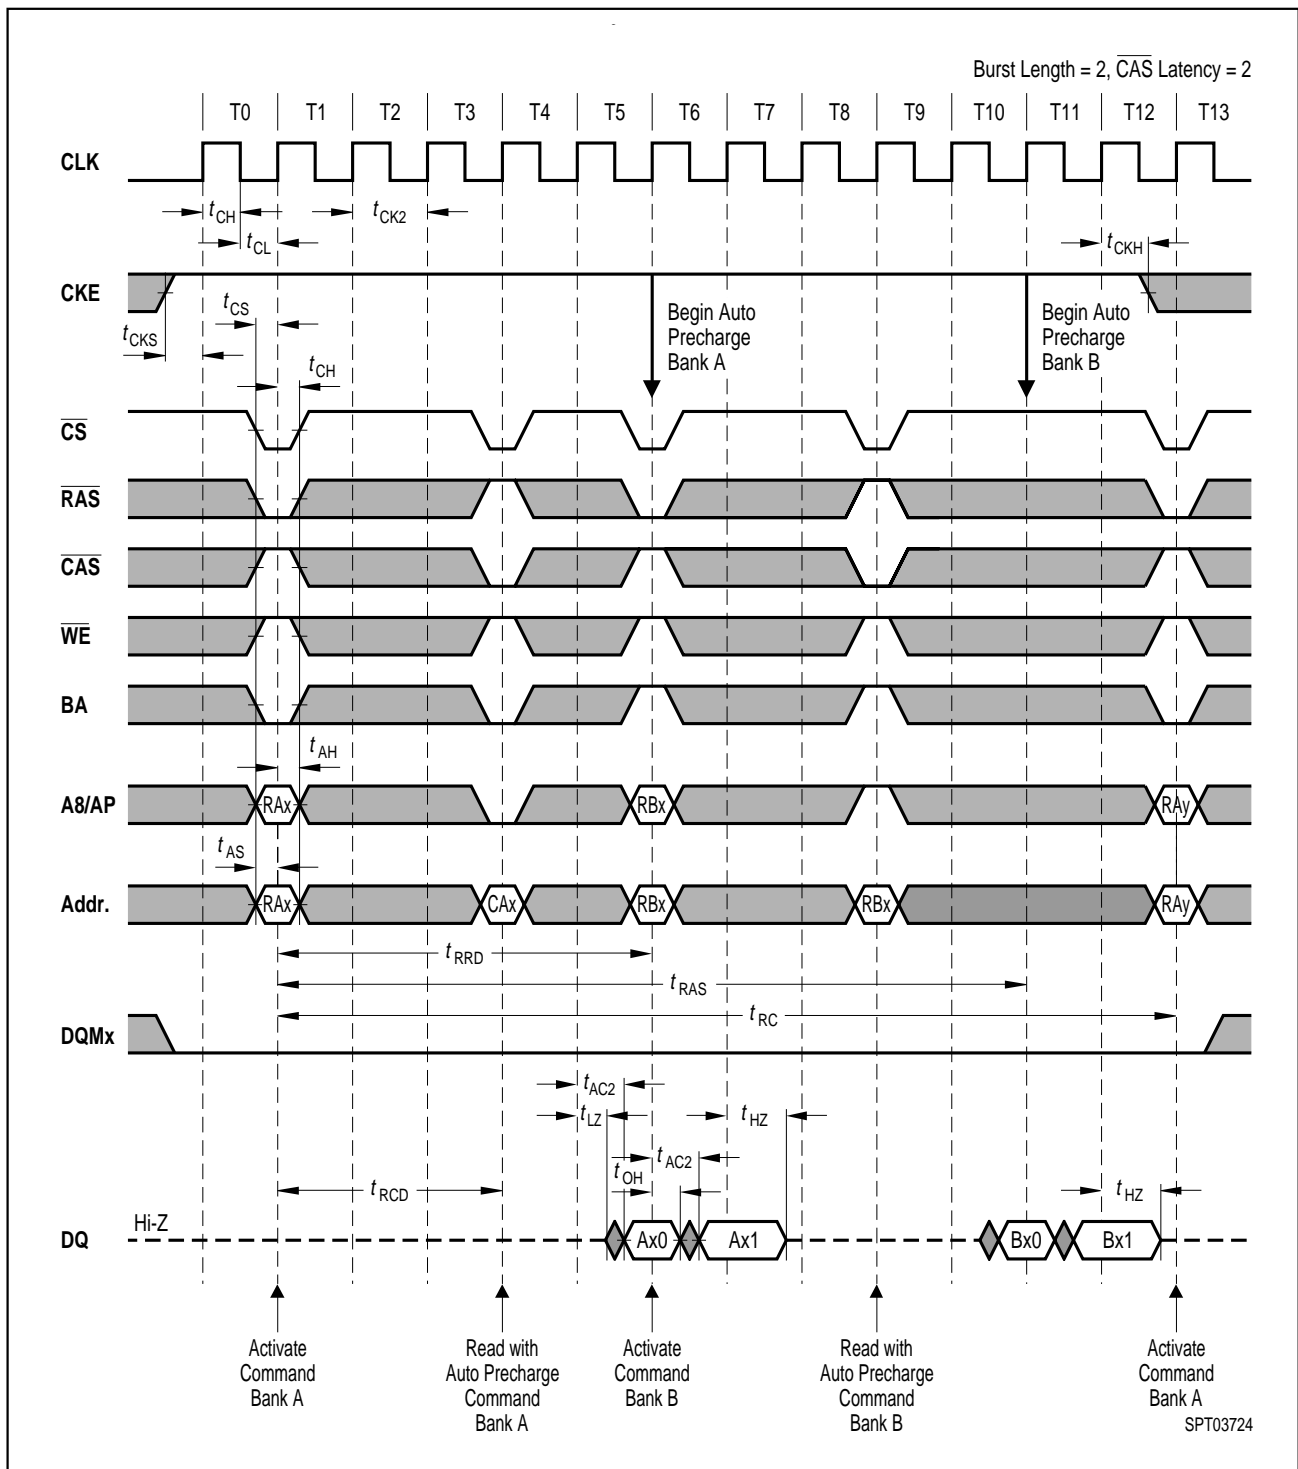 Burst Length = 2, CAS Latency = 2
T0 T1 T2 T3 T4 T5 T6 T7 T8 T9 T10 T11 T12 T13
CLK
tCH
tCK2
tCL
tCKH
CKE
tCS
tCKS
Begin Auto
Precharge
Bank A
Begin Auto
Precharge
Bank B
tCH
CS
RAS
CAS
WE
BA
tAH
A8/AP
RAx
RBx
RAy
tAS
Addr.
RAx
CAx
RBx
RBx
RAy
tRRD
tRAS
tRC
DQMx
tAC2
tLZ
tHZ
tAC2
tOH
tRCD
tHZ
Hi-Z
DQ
Ax0
Ax1
Bx0
Bx1
Activate
Command
Bank A
Read with
Auto Precharge
Command
Bank A
Activate
Command
Bank B
Read with
Auto Precharge
Command
Bank B
Activate
Command
Bank A
SPT03724